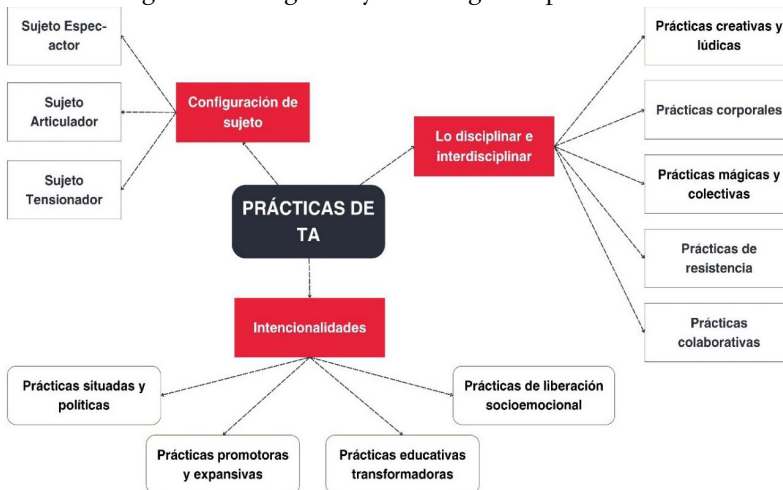 Sujeto Espec-
actor
Sujeto
Articulador
Sujeto
Tensionador
Configuración de
sujeto
PRÁCTICAS DE
TA
Lo disciplinar e
interdisciplinar
Prácticas creativas y
lúdicas
Prácticas corporales
Prácticas mágicas y
colectivas
Prácticas de
resistencia
Prácticas
colaborativas
Intencionalidades
Prácticas situadas y
políticas
Prácticas promotoras
y expansivas
Prácticas educativas
transformadoras
Prácticas de liberación
socioemocional